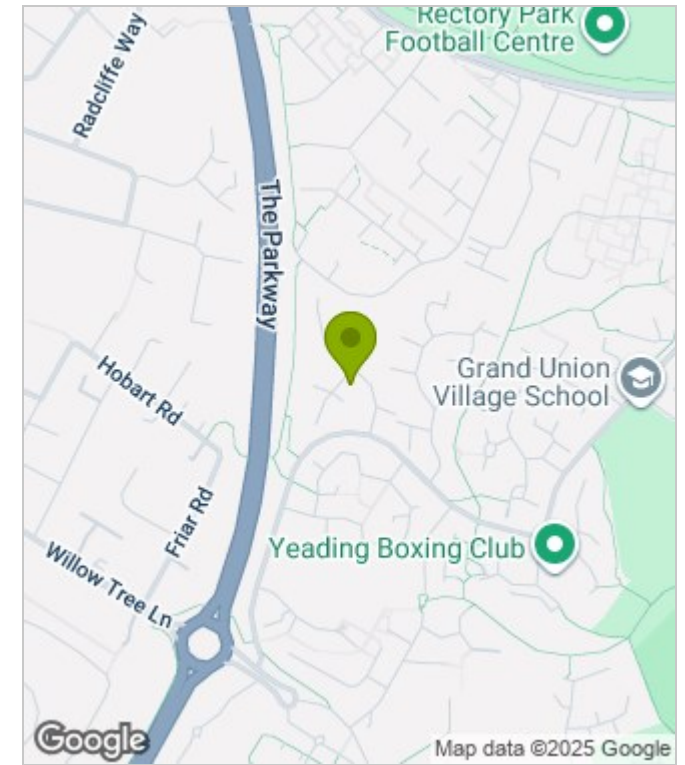 Rectory Park
Football Centre
Radcliffe Way
The Parkway
Hobart Rd
Grand Union
Village School
Friar Rd
Yeading Boxing Club
Willow Tree Ln
Google
Map data ©2025 Google